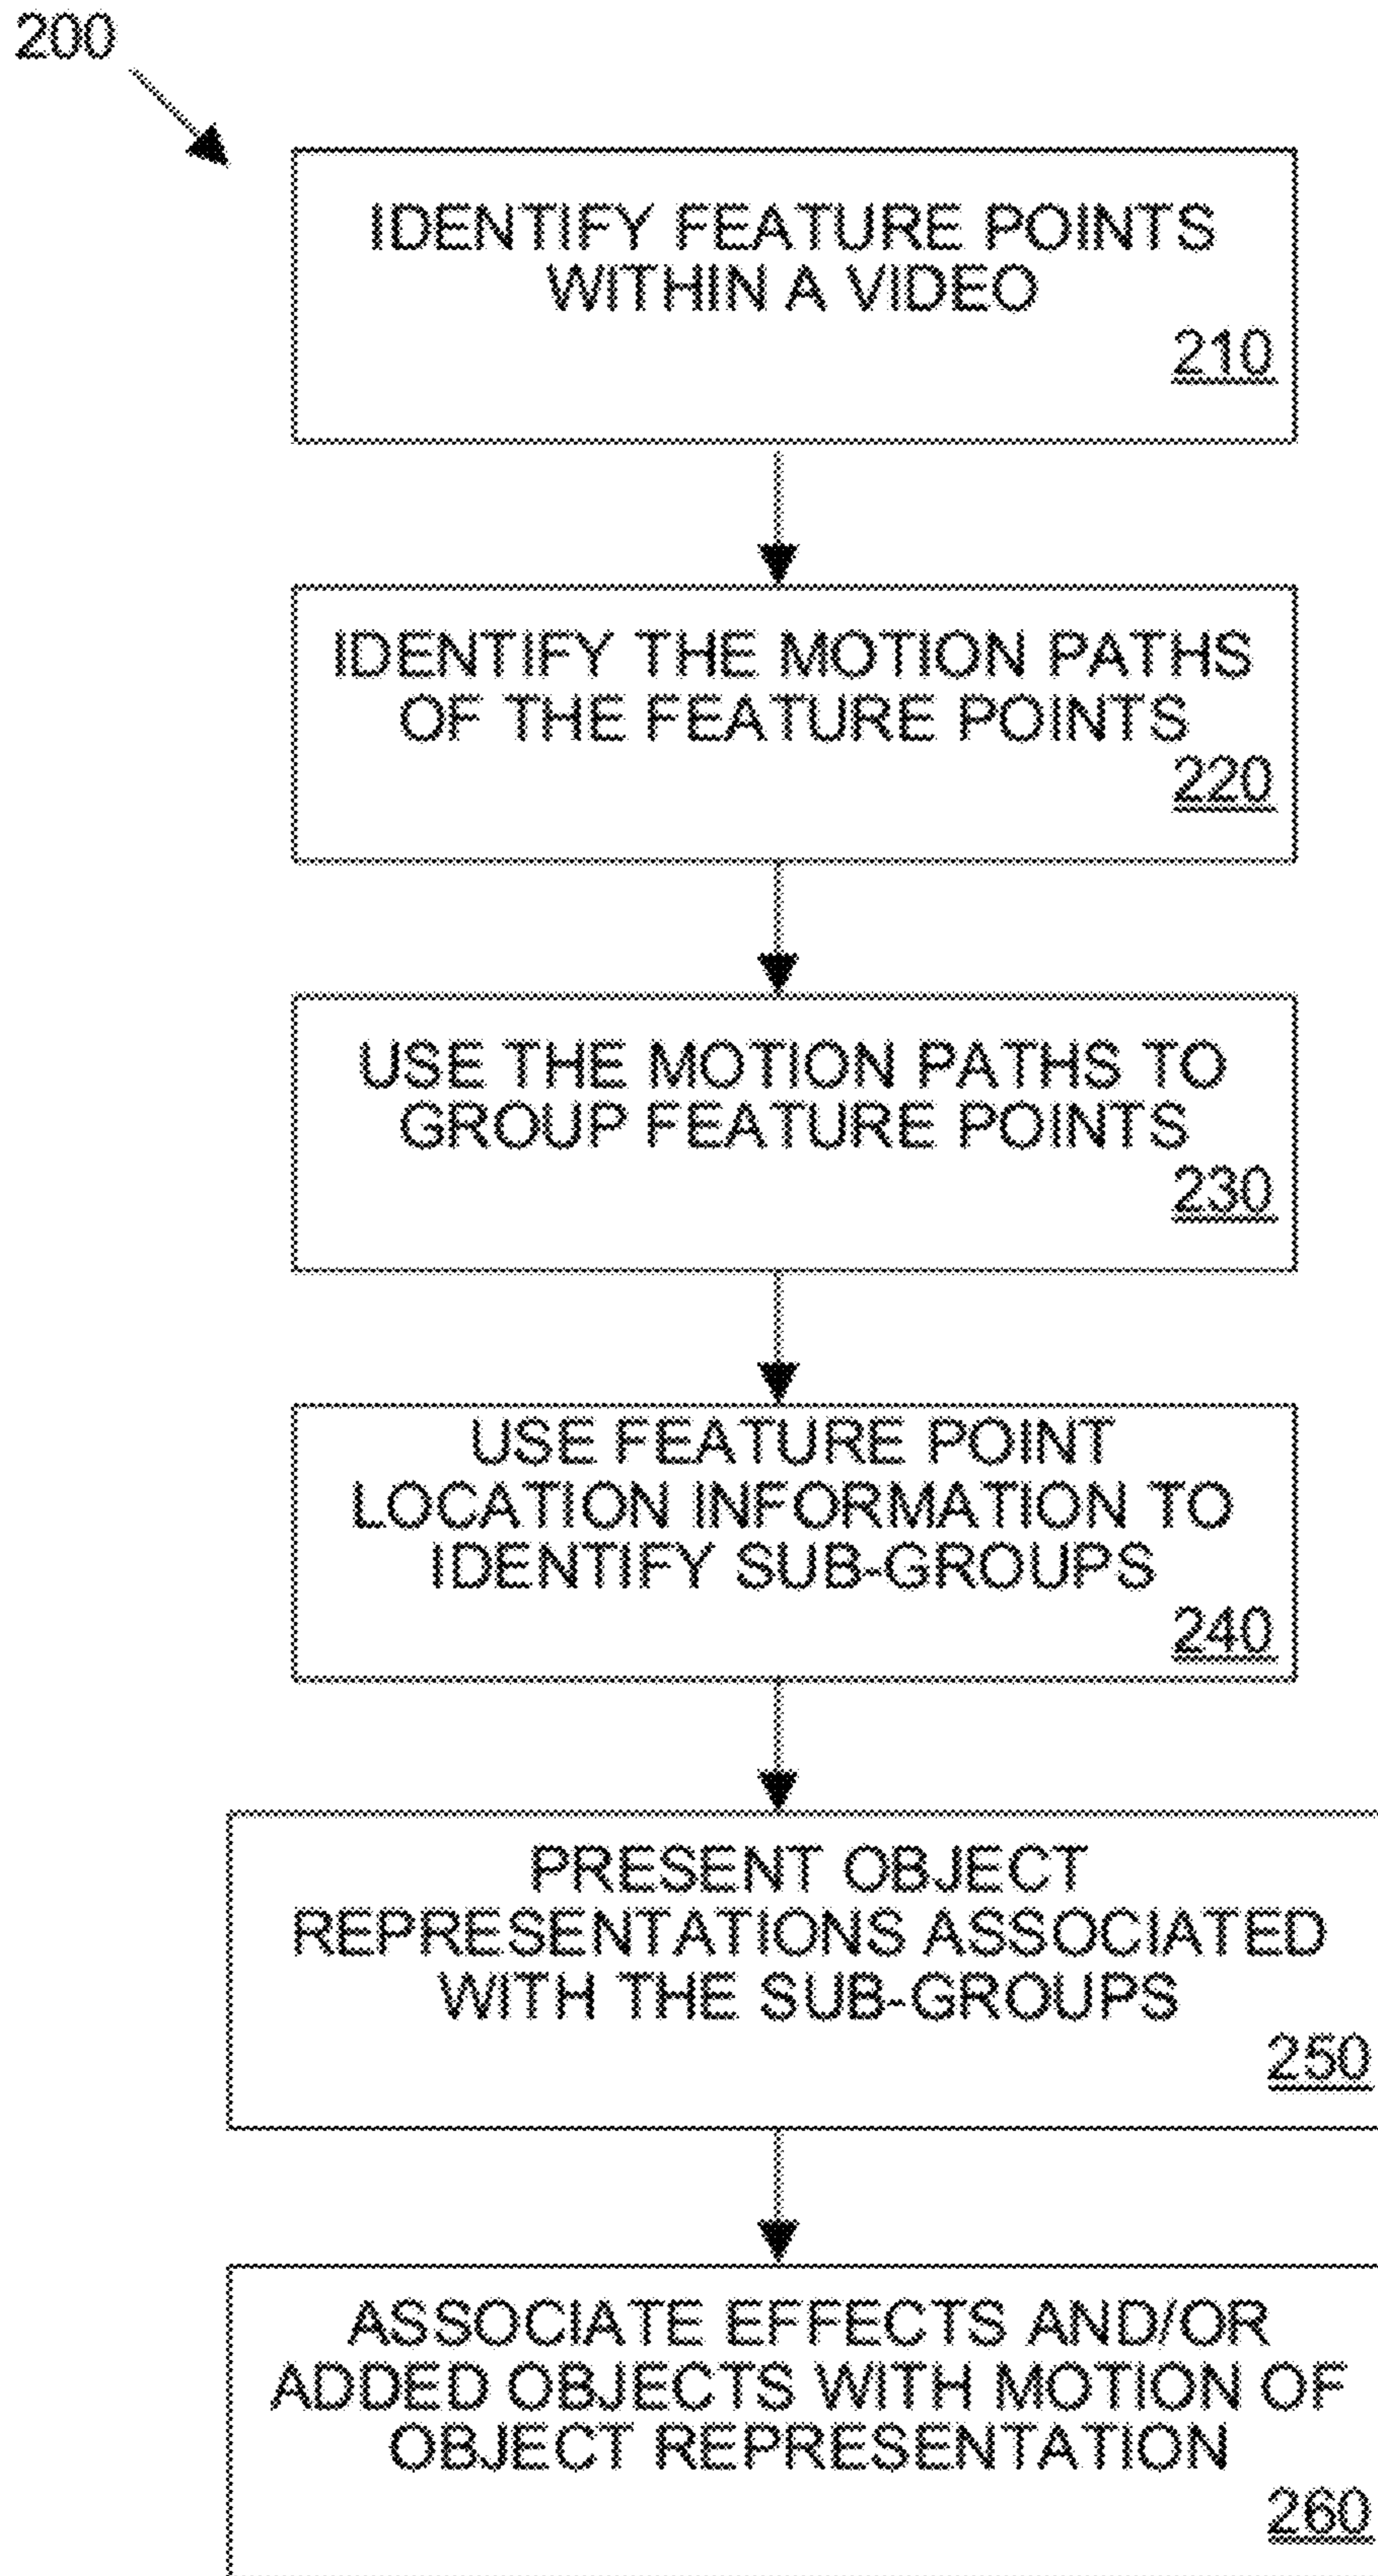 200
IDENTIFY FEATURE POINTS
WITHIN A VIDEO
210
IDENTIFY THE MOTION PATHS
OF THE FEATURE POINTS
220
USE THE MOTION PATHS TO
GROUP FEATURE POINTS
230
USE FEATURE POINT
LOCATION INFORMATION TO
IDENTIFY SUB-GROUPS
240
PRESENT OBJECT
REPRESENTATIONS ASSOCIATED
WITH THE SUB-GROUPS
250
ASSOCIATE EFFECTS AND/OR
ADDED OBJECTS WITH MOTION OF
OBJECT REPRESENTATION
260